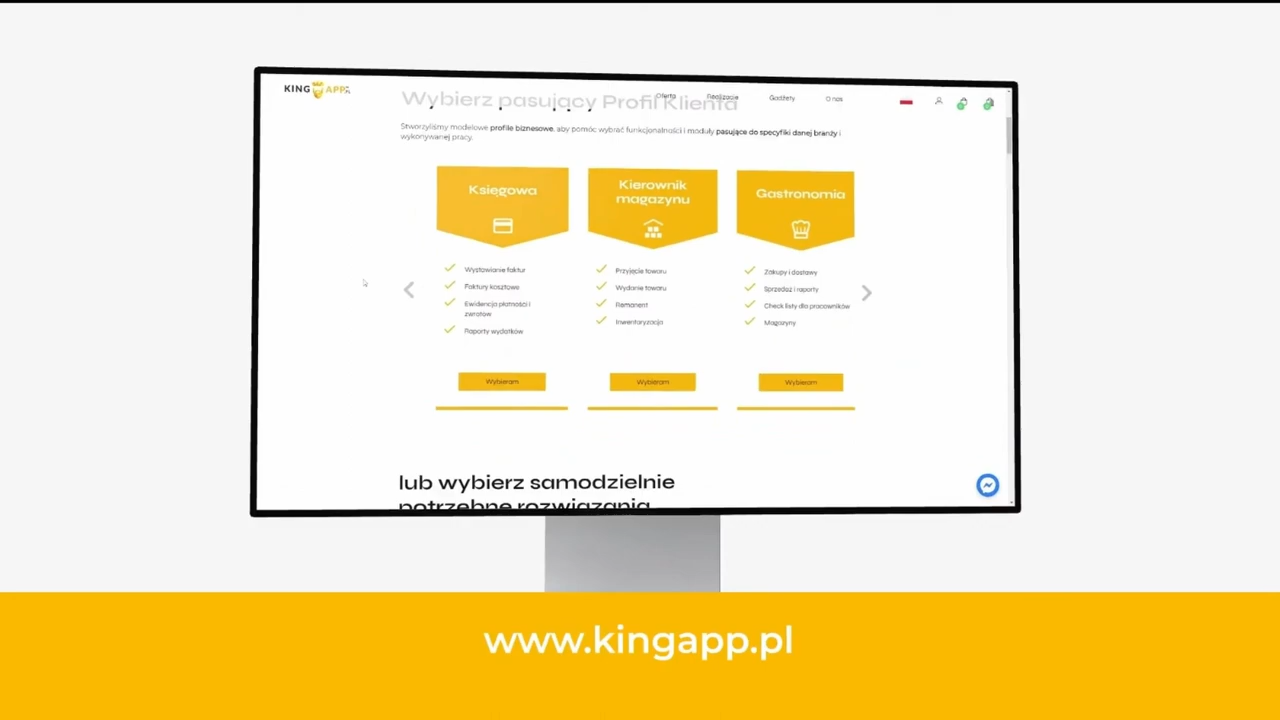 KING APP.PL
Oferta Realizacje Gadżety O nas
Wybierz pasujący Profil Klienta
Stworzyliśmy modelowe profile biznesowe, aby pomóc wybrać funkcjonalności i moduły pasujące do specyfiki danej branży i
wykonywanej pracy.
Księgowa
Wystawianie faktur
Faktury kosztowe
Ewidencja płatności i
zwrotów
Raporty wydatków
Wybieram
Kierownik
magazynu
Przyjęcie towaru
Wydanie towaru
Remanent
Inwentaryzacja
Wybieram
Gastronomia
Zakupy i dostawy
Sprzedaż i raporty
Check listy dla pracowników
Magazyny
Wybieram
lub wybierz samodzielnie
potrzebne rozwiązania
www.kingapp.pl